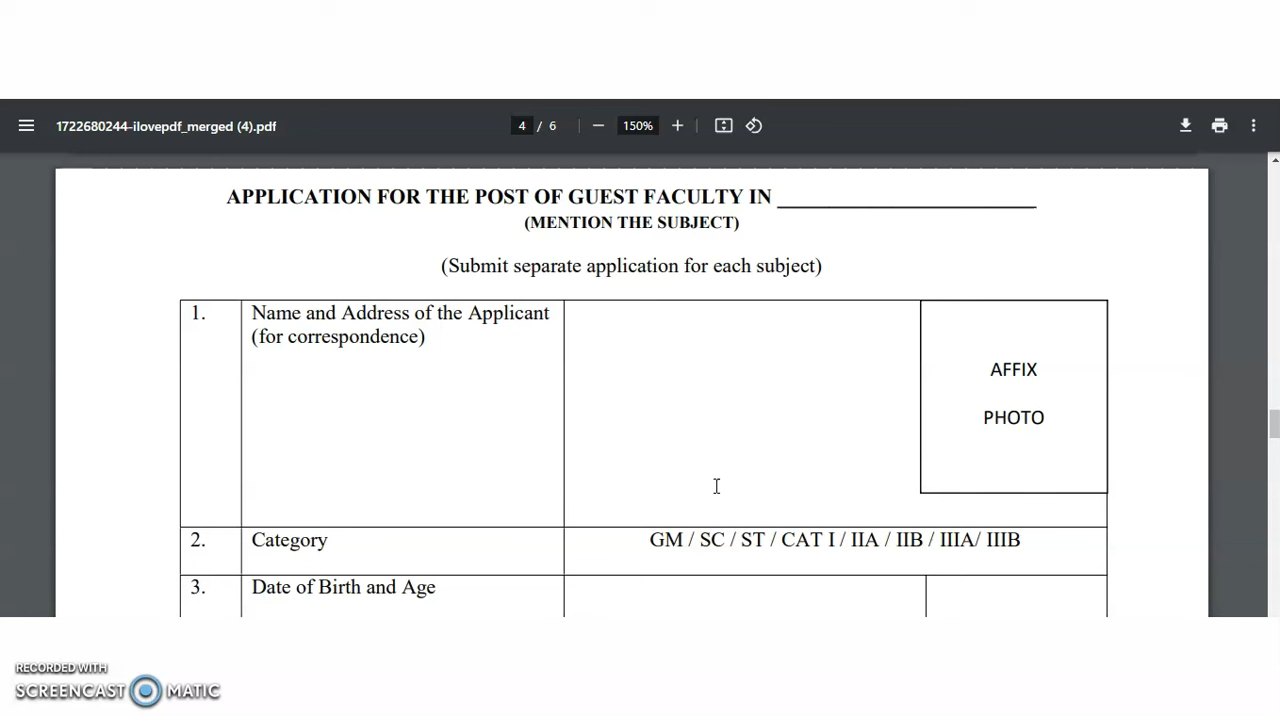 1722680244-ilovepdf_merged (4).pdf
4 / 6
150%
APPLICATION FOR THE POST OF GUEST FACULTY IN ________________________
(MENTION THE SUBJECT)
(Submit separate application for each subject)
1.
Name and Address of the Applicant
(for correspondence)
AFFIX
PHOTO
2.
Category
GM / SC / ST / CAT I / IIA / IIB / IIIA/ IIIB
3.
Date of Birth and Age
RECORDED WITH
SCREENCAST MATIC